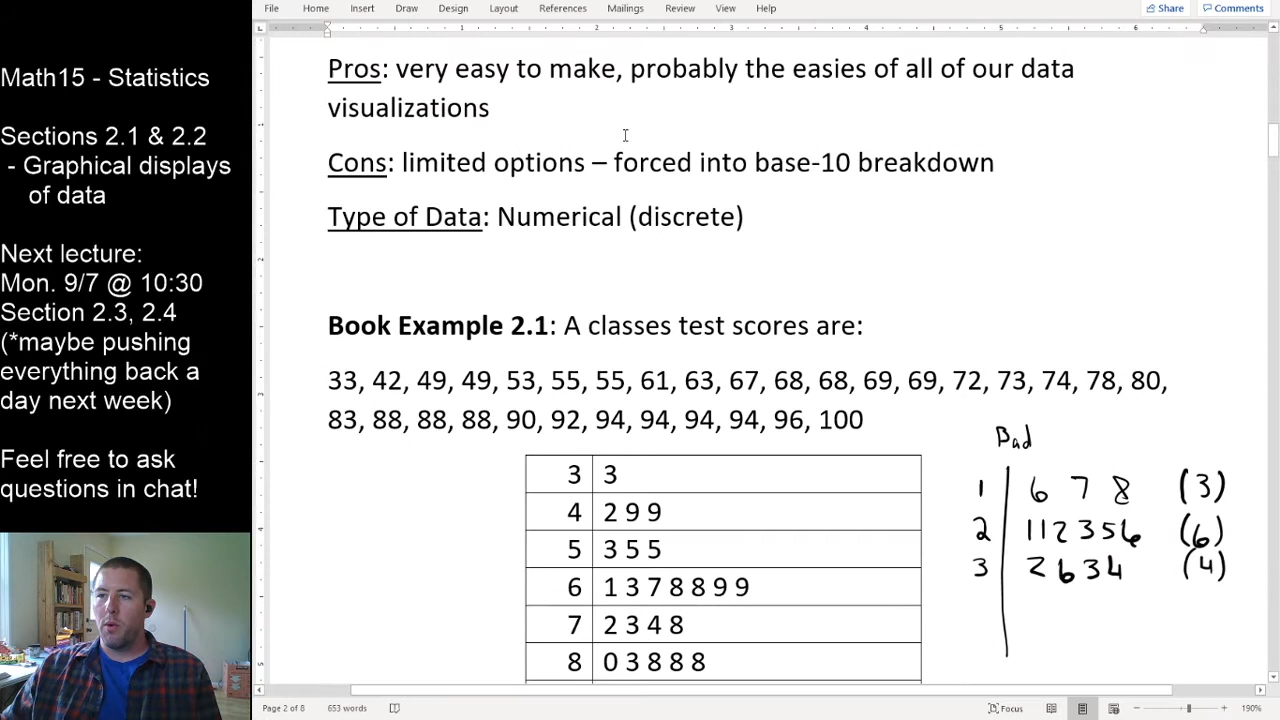 Math15 - Statistics
Sections 2.1 & 2.2
- Graphical displays
of data
Next lecture:
Mon. 9/7 @ 10:30
Section 2.3, 2.4
(*maybe pushing
everything back a
day next week)
Feel free to ask
questions in chat!
File Home Insert Draw Design Layout References Mailings Review View Help Share Comments
1 2 3 4 5 6
Pros: very easy to make, probably the easies of all of our data
visualizations
Cons: limited options – forced into base-10 breakdown
Type of Data: Numerical (discrete)
Book Example 2.1: A classes test scores are:
33, 42, 49, 49, 53, 55, 55, 61, 63, 67, 68, 68, 69, 69, 72, 73, 74, 78, 80,
83, 88, 88, 88, 90, 92, 94, 94, 94, 94, 96, 100
3 3
4 2 9 9
5 3 5 5
6 1 3 7 8 8 9 9
7 2 3 4 8
8 0 3 8 8 8
Bad
1 6 7 8 (3)
2 1 1 2 3 5 6 (6)
3 2 6 3 4 (4)
Page 2 of 8 653 words Focus 190%